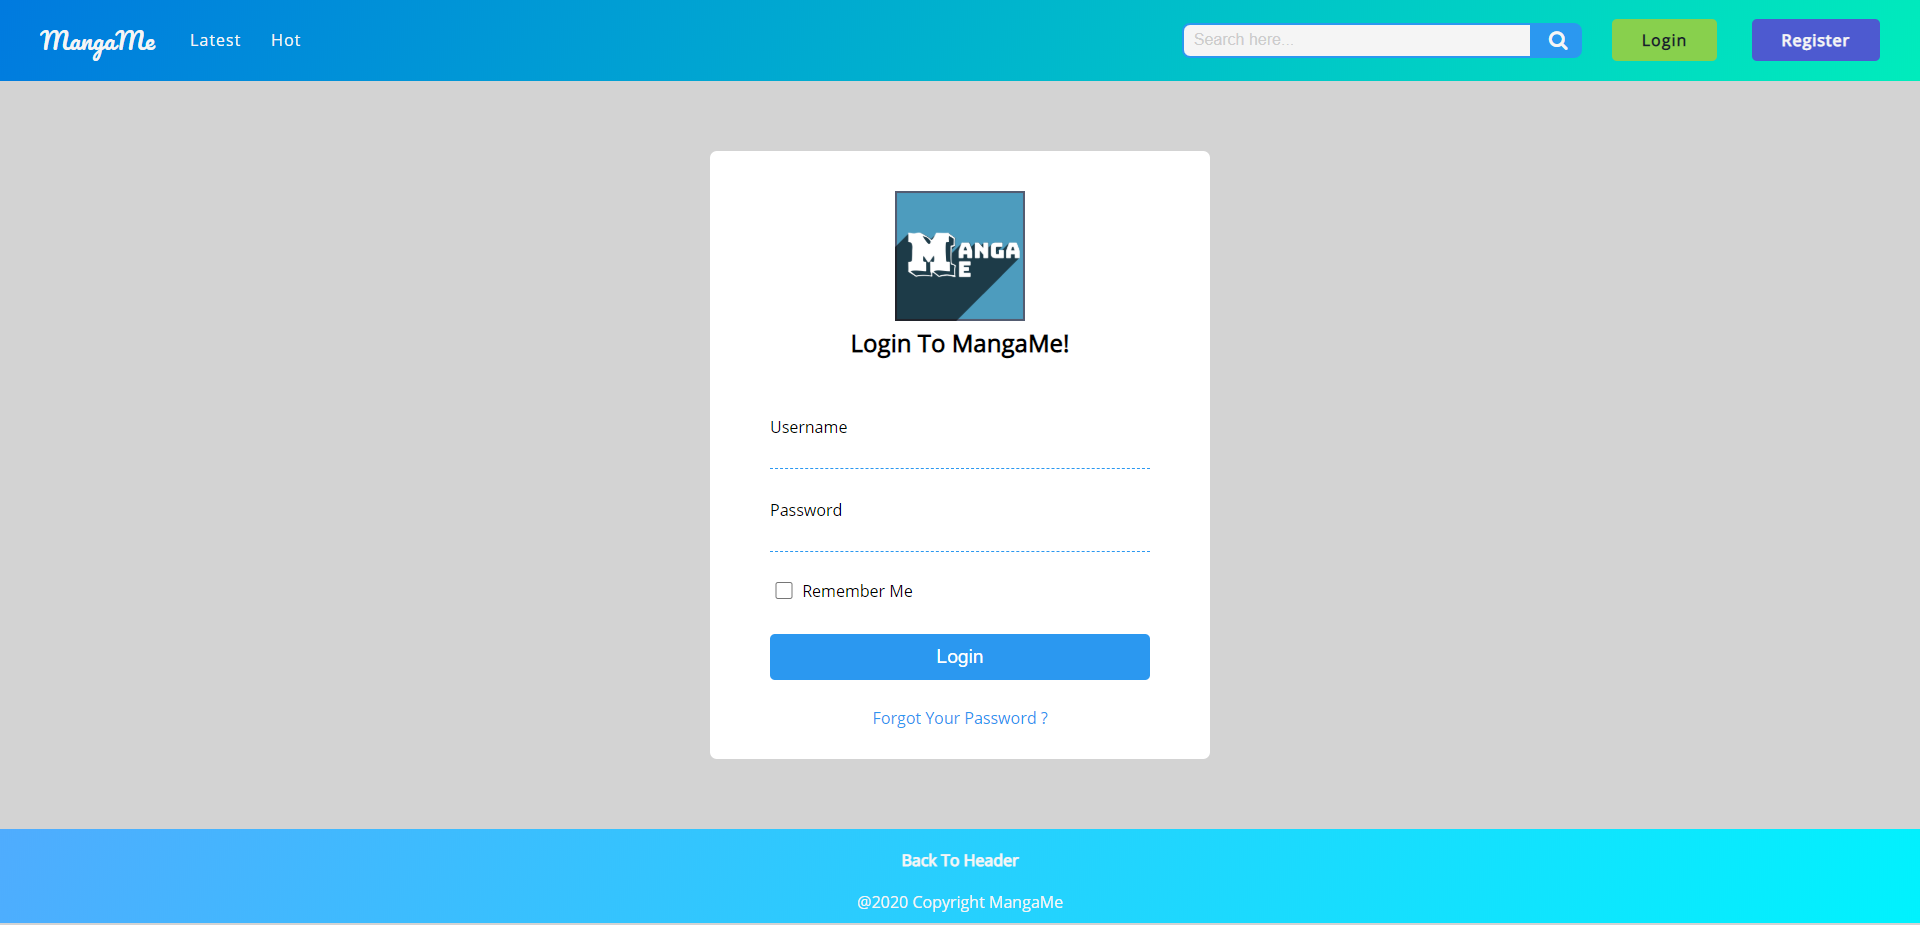 MangaMe Latest Hot Search here... Login Register
MANGA
ME
Login To MangaMe!
Username
Password
Remember Me
Login
Forgot Your Password ?
Back To Header
@2020 Copyright MangaMe